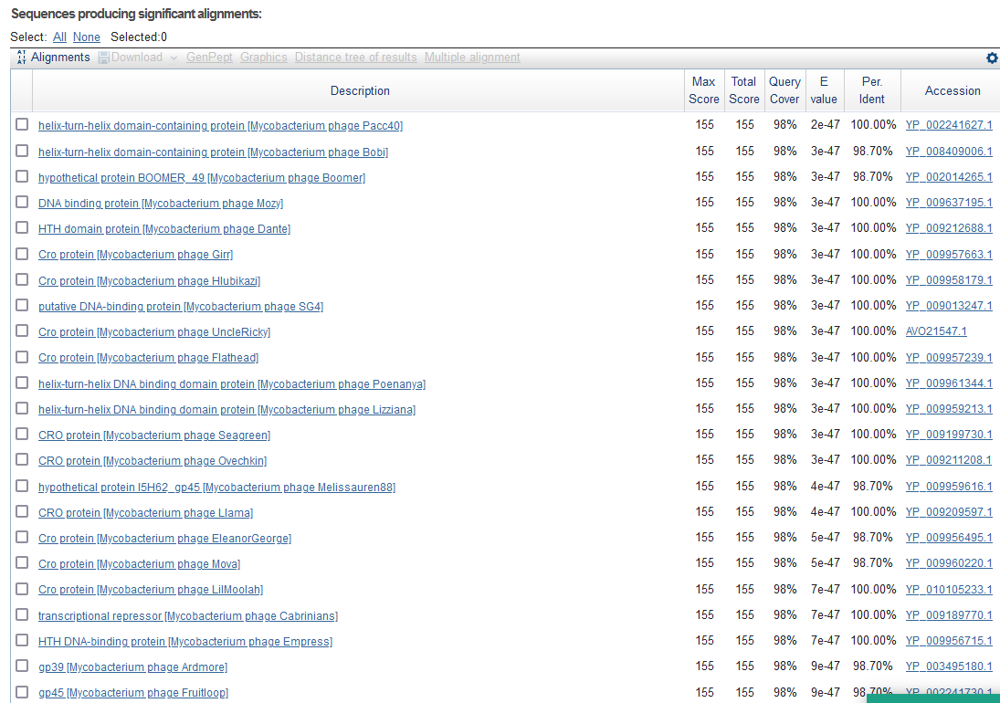 Sequences producing significant alignments:
Select: All None Selected:0
Alignments Download GenPept Graphics Distance tree of results Multiple alignment
Description Max Score Total Score Query Cover E value Per. Ident Accession
helix-turn-helix domain-containing protein [Mycobacterium phage Pacc40] 155 155 98% 2e-47 100.00% YP_002241627.1
helix-turn-helix domain-containing protein [Mycobacterium phage Bobi] 155 155 98% 3e-47 98.70% YP_008409006.1
hypothetical protein BOOMER_49 [Mycobacterium phage Boomer] 155 155 98% 3e-47 98.70% YP_002014265.1
DNA binding protein [Mycobacterium phage Mozy] 155 155 98% 3e-47 100.00% YP_009637195.1
HTH domain protein [Mycobacterium phage Dante] 155 155 98% 3e-47 100.00% YP_009212688.1
Cro protein [Mycobacterium phage Girr] 155 155 98% 3e-47 100.00% YP_009957663.1
Cro protein [Mycobacterium phage Hlubikazi] 155 155 98% 3e-47 100.00% YP_009958179.1
putative DNA-binding protein [Mycobacterium phage SG4] 155 155 98% 3e-47 100.00% YP_009013247.1
Cro protein [Mycobacterium phage UncleRicky] 155 155 98% 3e-47 100.00% AVO21547.1
Cro protein [Mycobacterium phage Flathead] 155 155 98% 3e-47 100.00% YP_009957239.1
helix-turn-helix DNA binding domain protein [Mycobacterium phage Poenanya] 155 155 98% 3e-47 100.00% YP_009961344.1
helix-turn-helix DNA binding domain protein [Mycobacterium phage Lizziana] 155 155 98% 3e-47 100.00% YP_009959213.1
CRO protein [Mycobacterium phage Seagreen] 155 155 98% 3e-47 100.00% YP_009199730.1
CRO protein [Mycobacterium phage Ovechkin] 155 155 98% 3e-47 100.00% YP_009211208.1
hypothetical protein I5H62_gp45 [Mycobacterium phage Melissauren88] 155 155 98% 4e-47 98.70% YP_009959616.1
CRO protein [Mycobacterium phage Llama] 155 155 98% 4e-47 100.00% YP_009209597.1
Cro protein [Mycobacterium phage EleanorGeorge] 155 155 98% 5e-47 98.70% YP_009956495.1
Cro protein [Mycobacterium phage Mova] 155 155 98% 5e-47 98.70% YP_009960220.1
Cro protein [Mycobacterium phage LilMoolah] 155 155 98% 7e-47 100.00% YP_010105233.1
transcriptional repressor [Mycobacterium phage Cabrinians] 155 155 98% 7e-47 100.00% YP_009189770.1
HTH DNA-binding protein [Mycobacterium phage Empress] 155 155 98% 7e-47 100.00% YP_009956715.1
gp39 [Mycobacterium phage Ardmore] 155 155 98% 9e-47 98.70% YP_003495180.1
gp45 [Mycobacterium phage Fruitloop] 155 155 98% 9e-47 98.70% YP_002241730.1